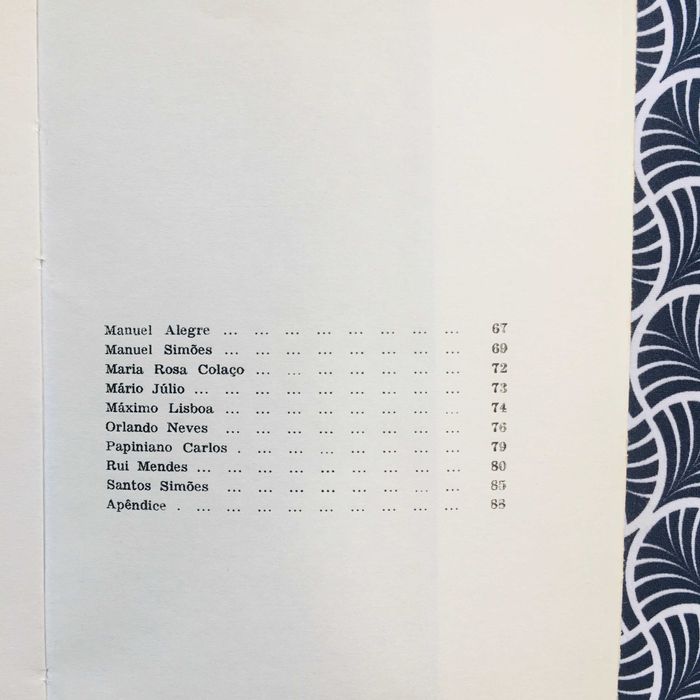 Manuel Alegre ... ... ... ... ... ... ... ... 67
Manuel Simões ... ... ... ... ... ... ... ... 69
Maria Rosa Colaço ... ... ... ... ... ... ... 72
Mário Júlio ... ... ... ... ... ... ... ... ... 73
Máximo Lisboa ... ... ... ... ... ... ... ... 74
Orlando Neves ... ... ... ... ... ... ... ... 76
Papiniano Carlos . ... ... ... ... ... ... ... 79
Rui Mendes ... ... ... ... ... ... ... ... ... 80
Santos Simões ... ... ... ... ... ... ... ... 85
Apêndice . ... ... ... ... ... ... ... ... ... 88